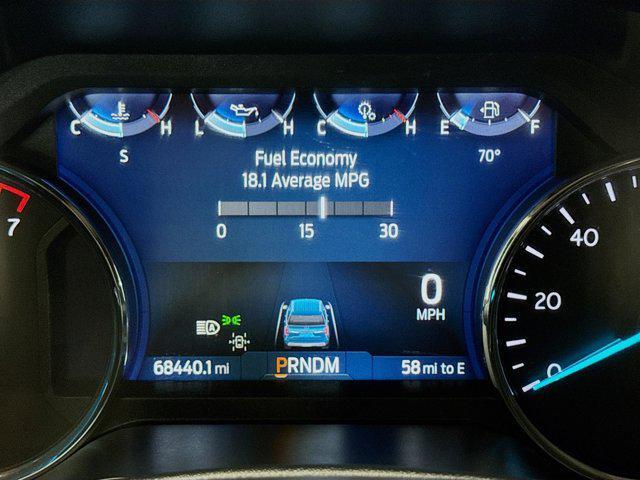 C H L H C H E F
S 70°
Fuel Economy
18.1 Average MPG
0 15 30
7
40
20
0
0
MPH
A
68440.1 mi PRNDM 58 mi to E